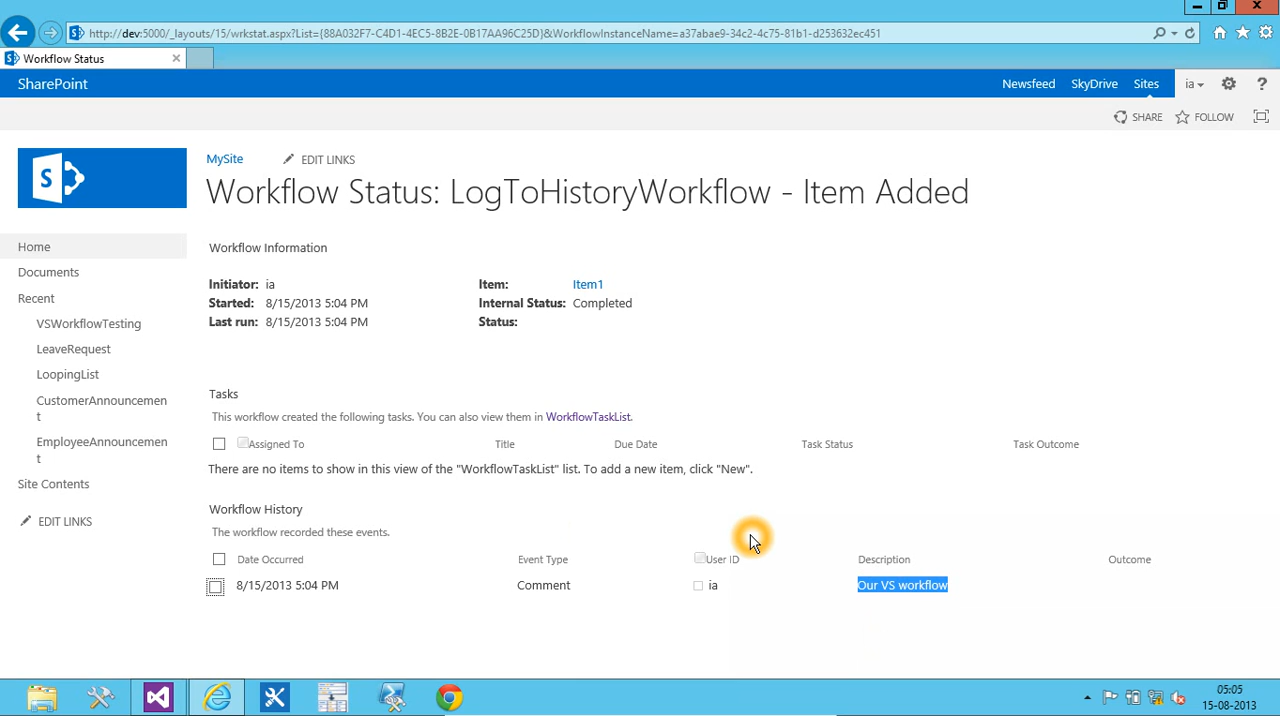 http://dev:5000/_layouts/15/wrkstat.aspx?List={88A032F7-C4D1-4EC5-8B2E-0B17AA96C25D}&WorkflowInstanceName=a37abae9-34c2-4c75-81b1-d253632ec451
Workflow Status
SharePoint
Newsfeed SkyDrive Sites ia ?
SHARE FOLLOW
S
MySite EDIT LINKS
Workflow Status: LogToHistoryWorkflow - Item Added
Home
Workflow Information
Documents
Initiator: ia Item: Item1
Recent
Started: 8/15/2013 5:04 PM Internal Status: Completed
Last run: 8/15/2013 5:04 PM Status:
VSWorkflowTesting
LeaveRequest
LoopingList
CustomerAnnouncemen
t
EmployeeAnnouncemen
t
Site Contents
EDIT LINKS
Tasks
This workflow created the following tasks. You can also view them in WorkflowTaskList.
Assigned To Title Due Date Task Status Task Outcome
There are no items to show in this view of the "WorkflowTaskList" list. To add a new item, click "New".
Workflow History
The workflow recorded these events.
Date Occurred Event Type User ID Description Outcome
8/15/2013 5:04 PM Comment ia Our VS workflow
05:05
15-08-2013